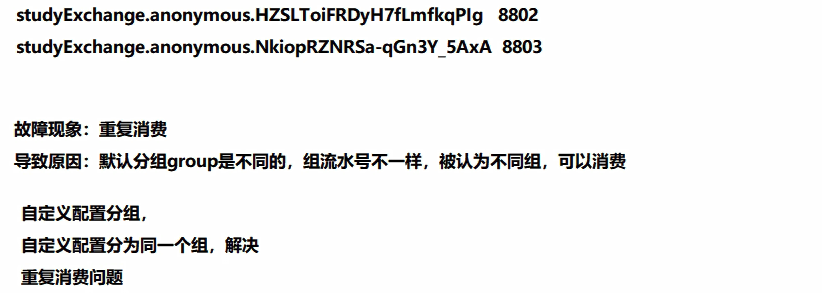 studyExchange.anonymous.HZSLToiFRDyH7fLmfkqPIg 8802
studyExchange.anonymous.NkiopRZNRSa-qGn3Y_5AxA 8803
故障现象：重复消费
导致原因：默认分组group是不同的，组流水号不一样，被认为不同组，可以消费
自定义配置分组，
自定义配置分为同一个组，解决
重复消费问题